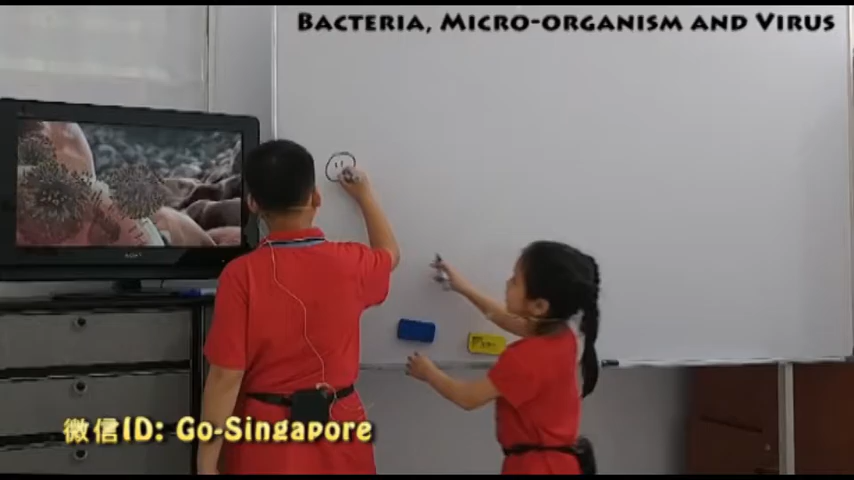 BACTERIA, MICRO-ORGANISM AND VIRUS
SONY
微信ID: Go-Singapore